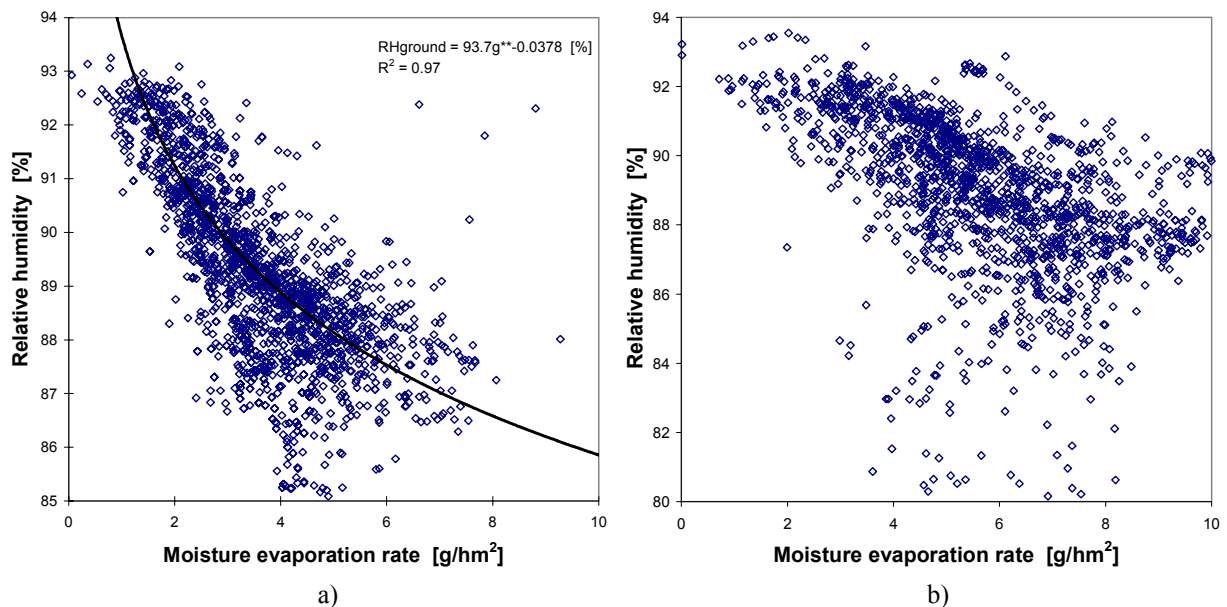 94
93
92
91
90
89
88
87
86
85
0 2 4 6 8 10
Relative humidity [%]
Moisture evaporation rate [g/hm²]
RHground = 93.7g**-0.0378 [%]
R² = 0.97
a)
94
92
90
88
86
84
82
80
0 2 4 6 8 10
Relative humidity [%]
Moisture evaporation rate [g/hm²]
b)